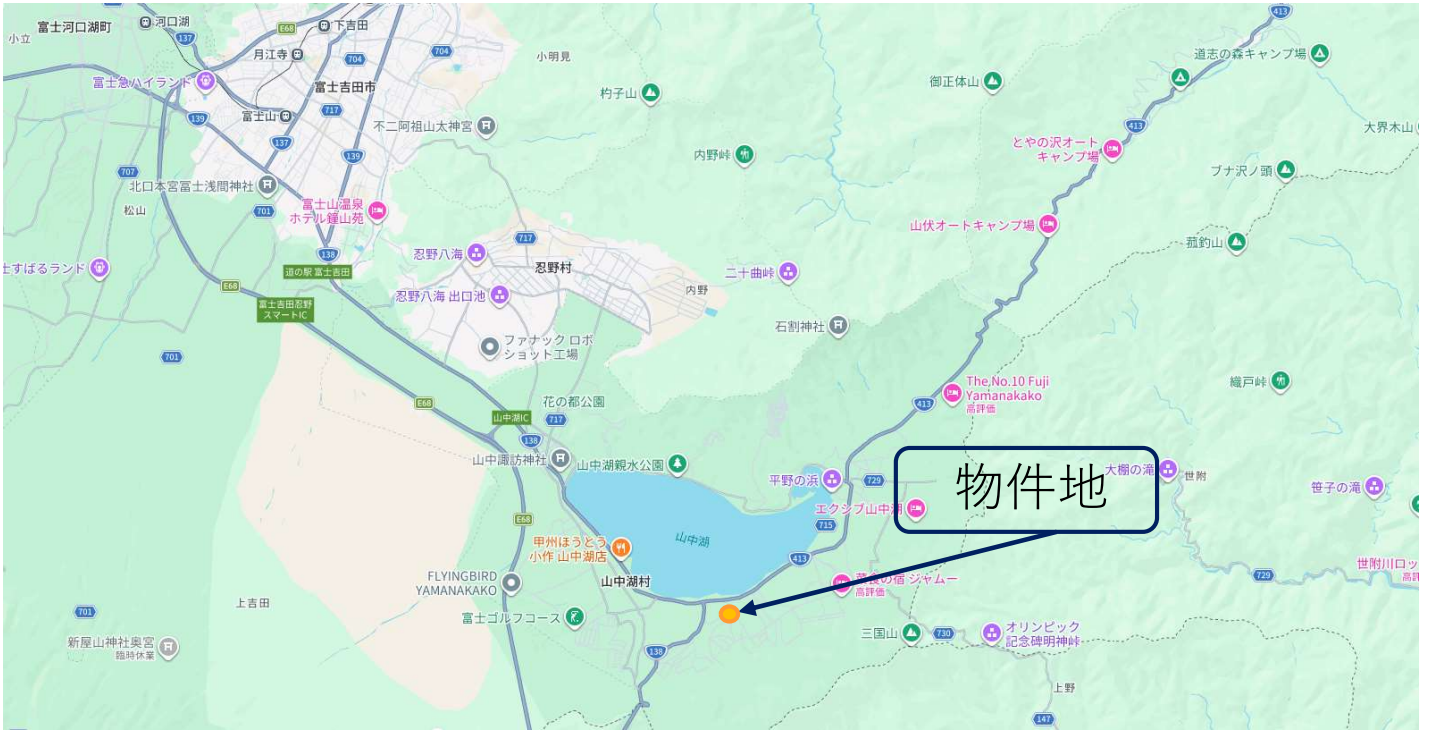 富士河口湖町
河口湖
小立
137
E68
下吉田
月江寺
704
704
小明見
413
道志の森キャンプ場
富士急ハイランド
富士吉田市
杓子山
御正体山
139
富士山
717
不二阿祖山太神宮
413
大界木山
137
139
内野峠
とやの沢オート
キャンプ場
707
北口本宮冨士浅間神社
ブナ沢ノ頭
松山
701
富士山温泉
ホテル鐘山苑
山伏オートキャンプ場
717
菰釣山
138
忍野八海
忍野村
士すばるランド
道の駅 富士吉田
二十曲峠
E68
忍野八海 出口池
内野
富士吉田忍野
スマートIC
石割神社
ファナック ロボ
ショット工場
701
The No.10 Fuji
Yamanakako
高評価
織戸峠
E68
花の都公園
413
山中湖IC
717
138
山中諏訪神社
山中湖親水公園
平野の浜
729
物件地
大棚の滝
世附
笹子の滝
エクシブ山中湖
E68
715
甲州ほうとう
小作 山中湖店
山中湖
413
世附川ロッ
高評
FLYINGBIRD
YAMANAKAKO
山中湖村
ジャムー
高評価
729
701
上吉田
富士ゴルフコース
三国山
730
オリンピック
記念碑明神峠
新屋山神社奥宮
臨時休業
138
上野
147